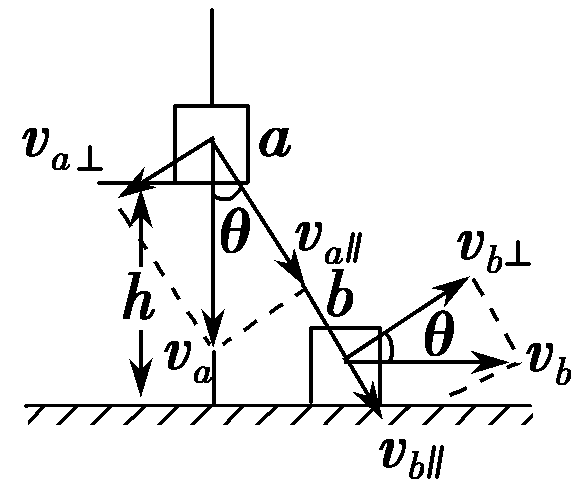 a
v_{a⊥}
θ
v_{a∥}
h
b
v_{b⊥}
θ
v_a
v_b
v_{b∥}